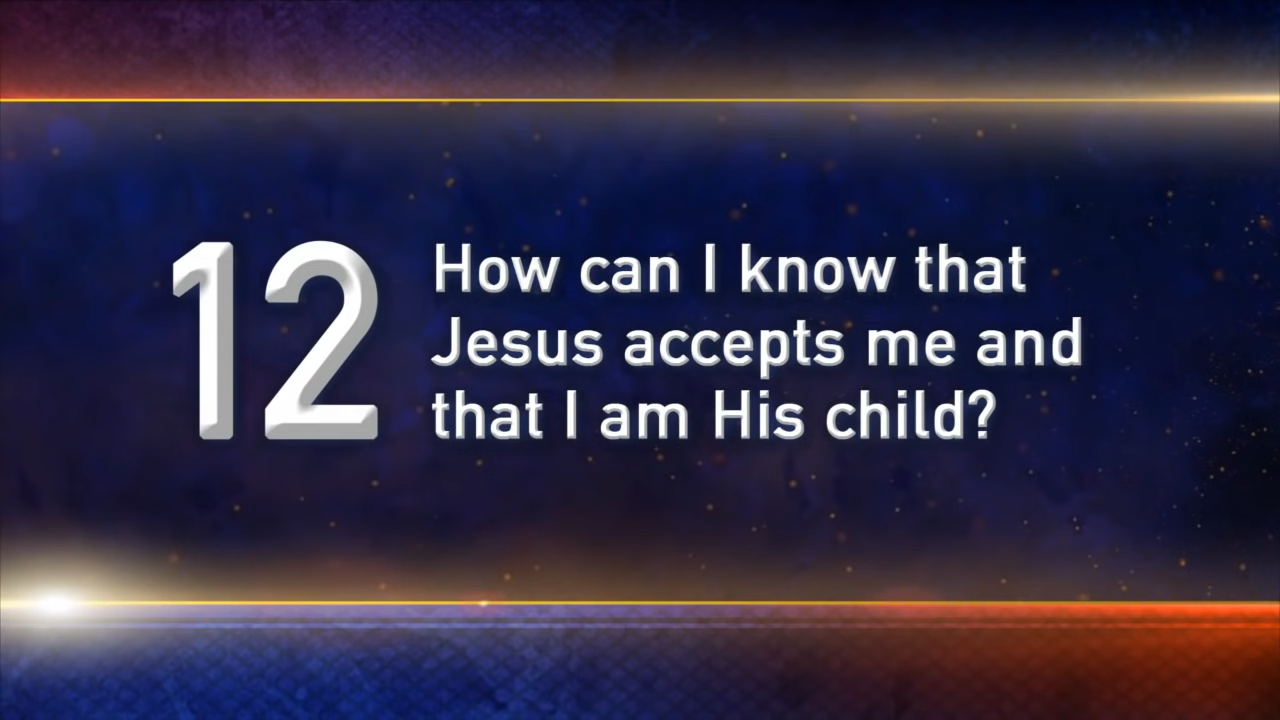 12
How can I know that
Jesus accepts me and
that I am His child?